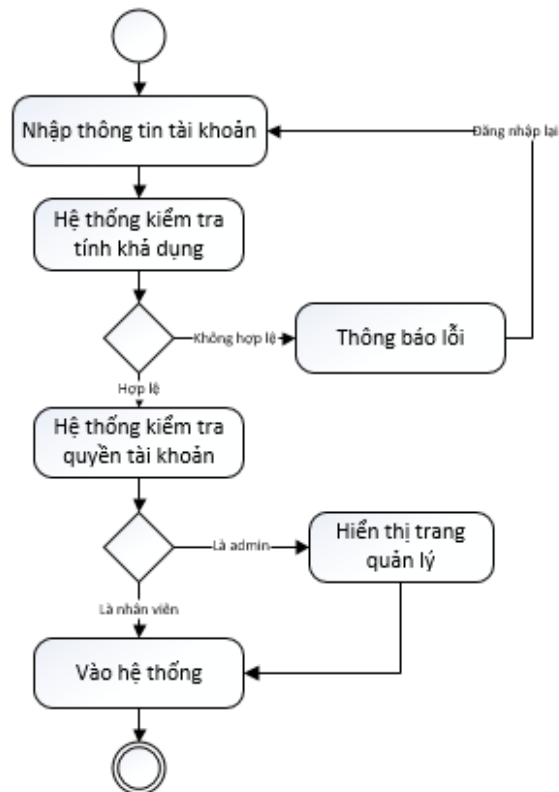 Nhập thông tin tài khoản
Đăng nhập lại
Hệ thống kiểm tra
tính khả dụng
Không hợp lệ
Thông báo lỗi
Hợp lệ
Hệ thống kiểm tra
quyền tài khoản
Là admin
Hiển thị trang
quản lý
Là nhân viên
Vào hệ thống